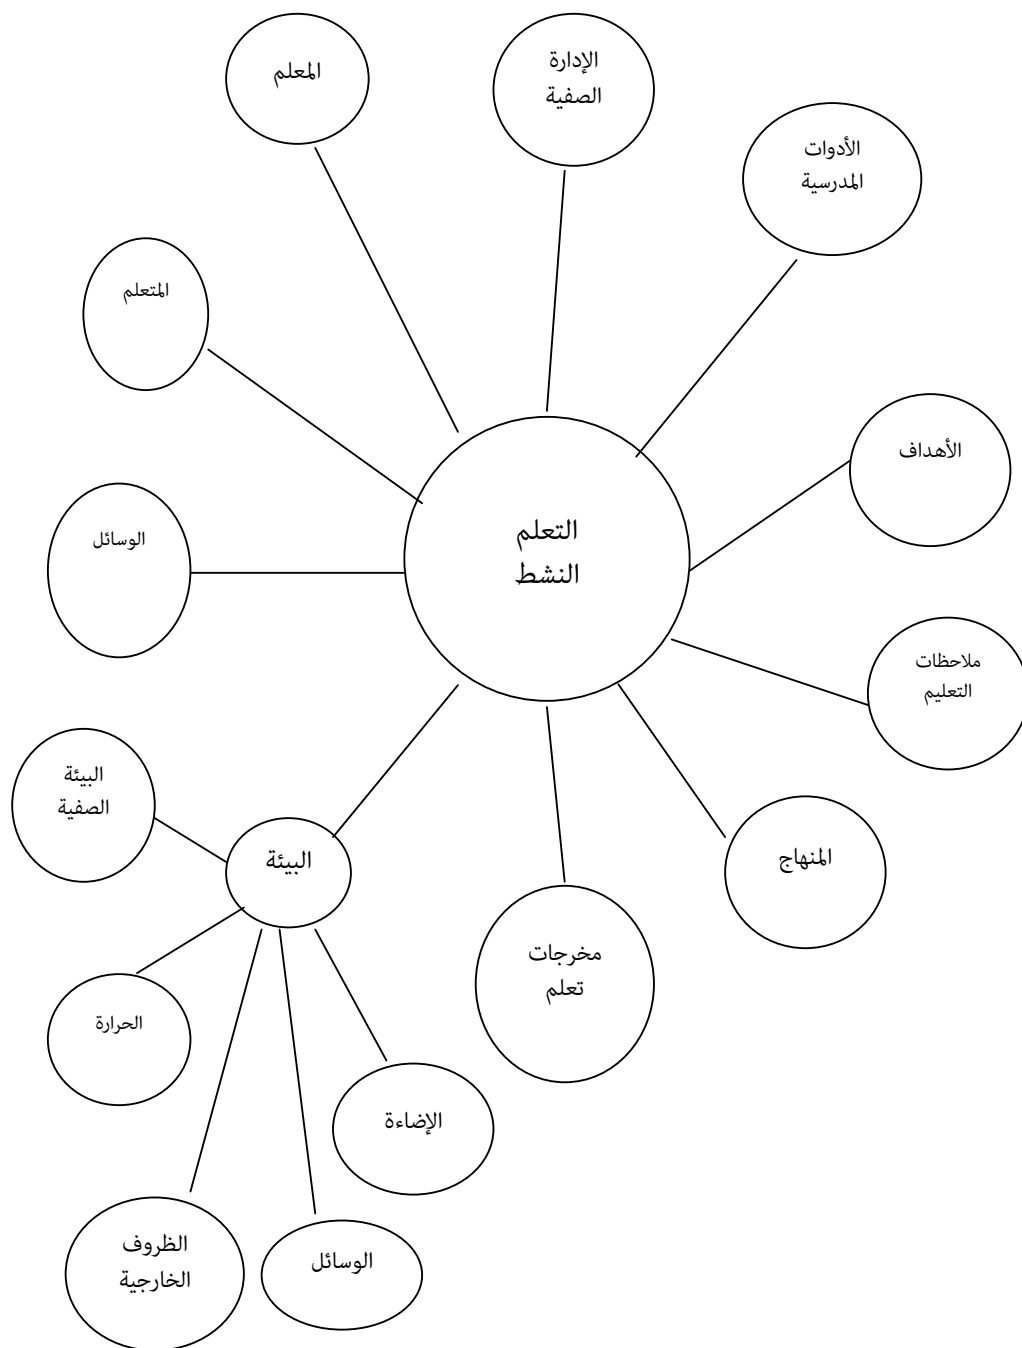 المعلم
الإدارة
الصفية
الأدوات
المدرسية
المتعلم
الأهداف
التعلم
النشط
الوسائل
ملاحظات
التعليم
البيئة
الصفية
البيئة
المنهاج
مخرجات
تعلم
الحرارة
الإضاءة
الظروف
الخارجية
الوسائل